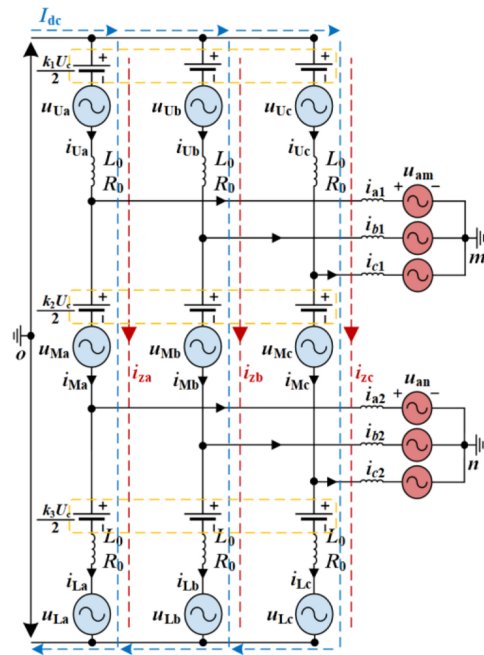 I_dc
k₁U_c/2
+ + +
u_Ua u_Ub u_Uc
i_Ua i_Ub i_Uc
L₀ L₀ L₀
R₀ R₀ R₀
u_am
i_a1 + −
i_b1
i_c1 m
k₂U_c/2
+ + +
o
u_Ma u_Mb u_Mc
i_za i_zb i_zc
i_Ma i_Mb i_Mc
u_an
i_a2 + −
i_b2
i_c2 n
k₃U_c/2
+ + +
L₀ L₀ L₀
R₀ R₀ R₀
i_La i_Lb i_Lc
u_La u_Lb u_Lc